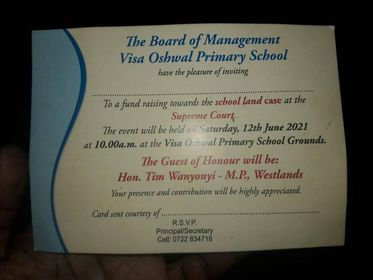 The Board of Management
Visa Oshwal Primary School
have the pleasure of inviting
To a fund raising towards the school land case at the
Supreme Court.
The event will be held on Saturday, 12th June 2021
at 10.00a.m. at the Visa Oshwal Primary School Grounds.
The Guest of Honour will be:
Hon. Tim Wanyonyi - M.P., Westlands
Your presence and contribution will be highly appreciated.
Card sent courtesy of
R.S.V.P.
Principal/Secretary
Cell: 0722 834718